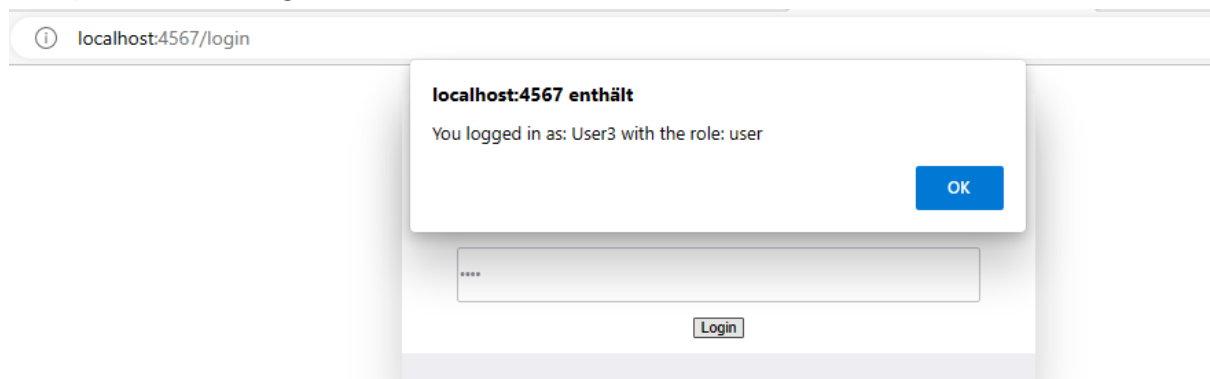 localhost:4567/login
localhost:4567 enthält
You logged in as: User3 with the role: user
OK
••••
Login